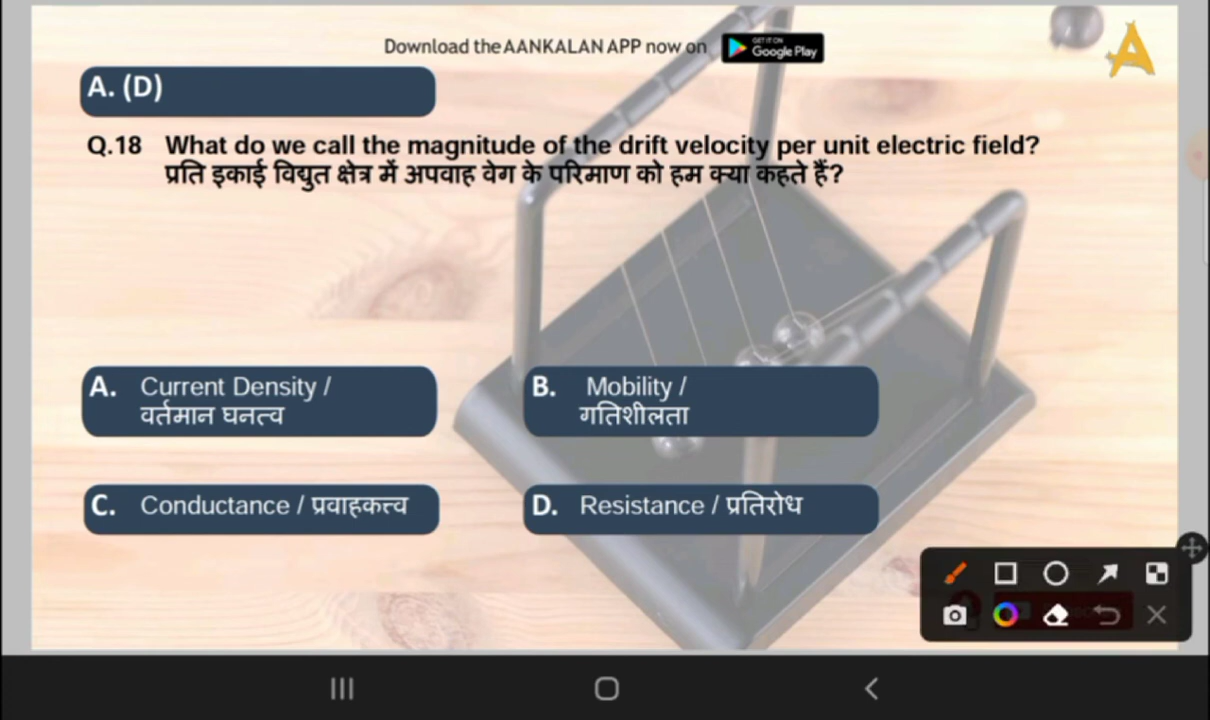 Download the AANKALAN APP now on GET IT ON Google Play
A
A. (D)
Q.18 What do we call the magnitude of the drift velocity per unit electric field?
प्रति इकाई विद्युत क्षेत्र में अपवाह वेग के परिमाण को हम क्या कहते हैं?
A. Current Density /
वर्तमान घनत्व
B. Mobility /
गतिशीलता
C. Conductance / प्रवाहकत्त्व
D. Resistance / प्रतिरोध